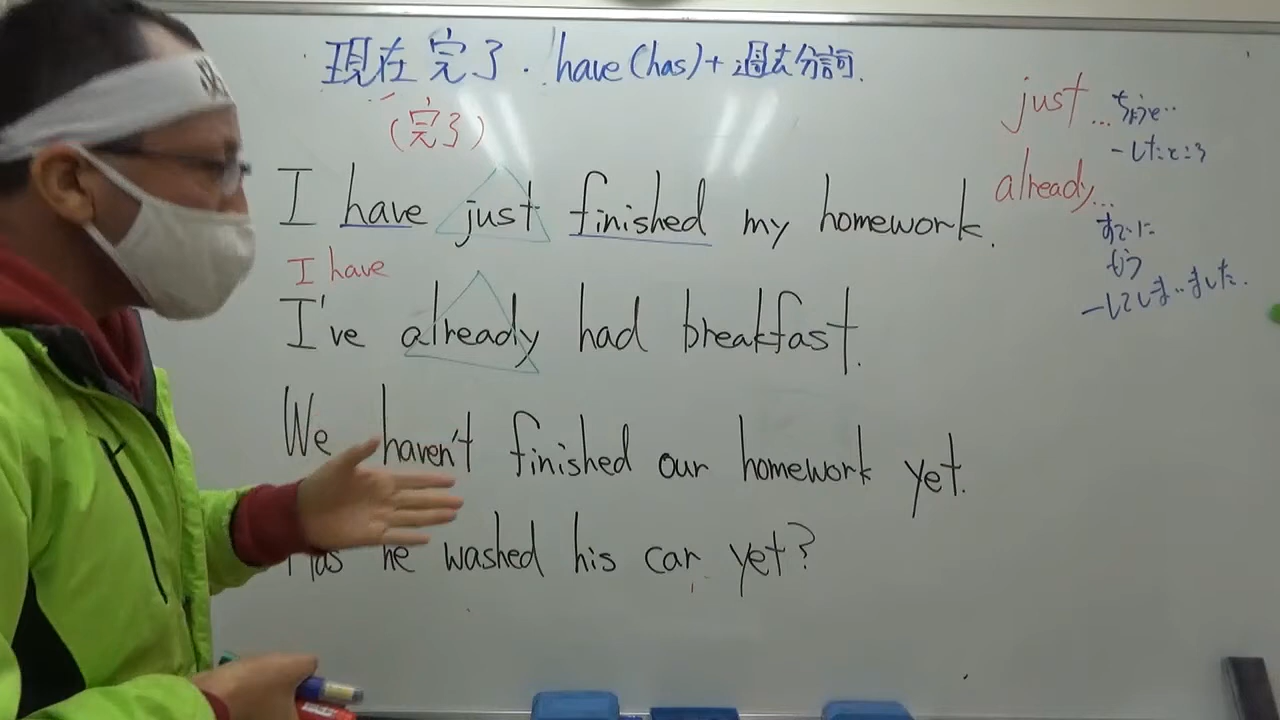 現在完了. have(has)+過去分詞.
(完了)
I have just finished my homework.
I have
I've already had breakfast.
We haven't finished our homework yet.
Has he washed his car yet?
just...ちょうど..
~したところ
already...
すでに
もう
~してしまいました.